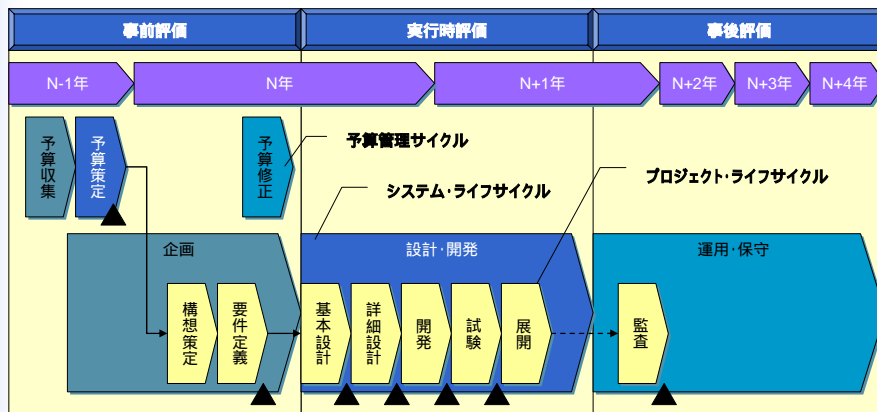 事前評価
実行時評価
事後評価
N-1年
N年
N+1年
N+2年
N+3年
N+4年
予算収集
予算策定
予算修正
予算管理サイクル
システム・ライフサイクル
プロジェクト・ライフサイクル
企画
設計・開発
運用・保守
構想策定
要件定義
基本設計
詳細設計
開発
試験
展開
監査